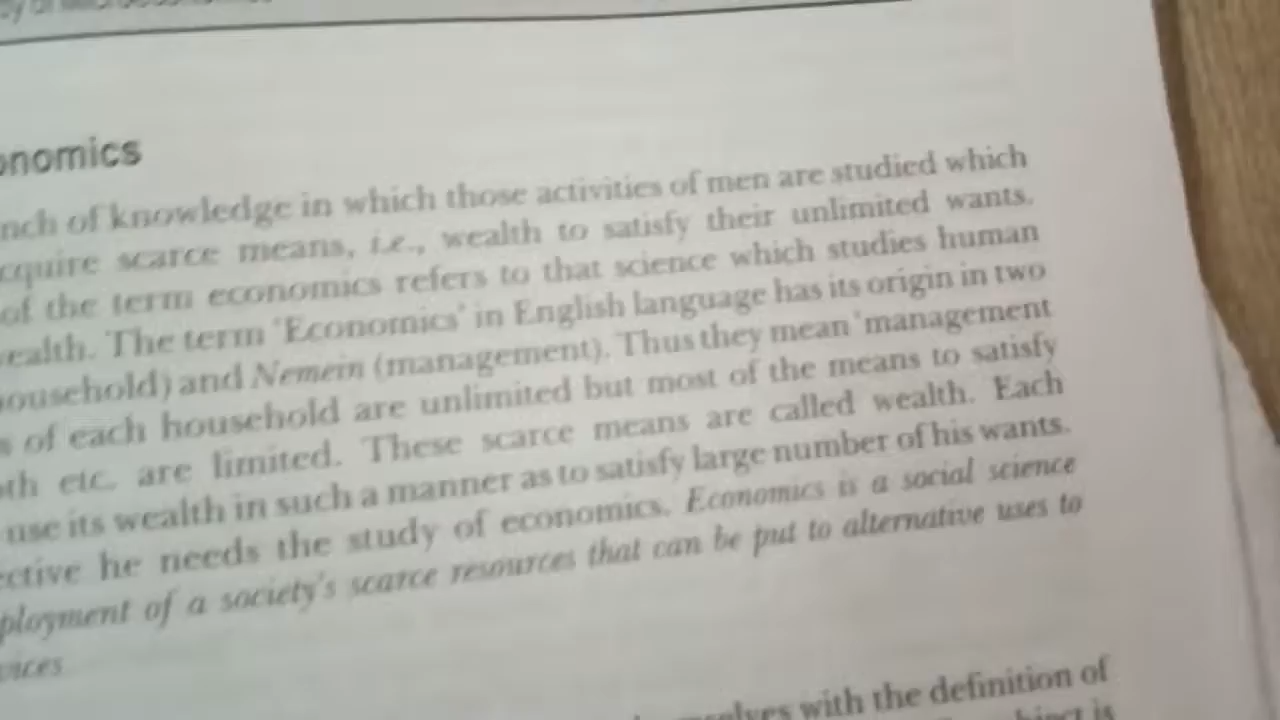 onomics
nch of knowledge in which those activities of men are studied which
cquire scarce means, i.e., wealth to satisfy their unlimited wants.
of the term economics refers to that science which studies human
ealth. The term 'Economics' in English language has its origin in two
ousehold) and Nemein (management). Thus they mean 'management
s of each household are unlimited but most of the means to satisfy
oth etc. are limited. These scarce means are called wealth. Each
use its wealth in such a manner as to satisfy large number of his wants.
ective he needs the study of economics. Economics is a social science
ployment of a society's scarce resources that can be put to alternative uses to
vices
with the definition of
is